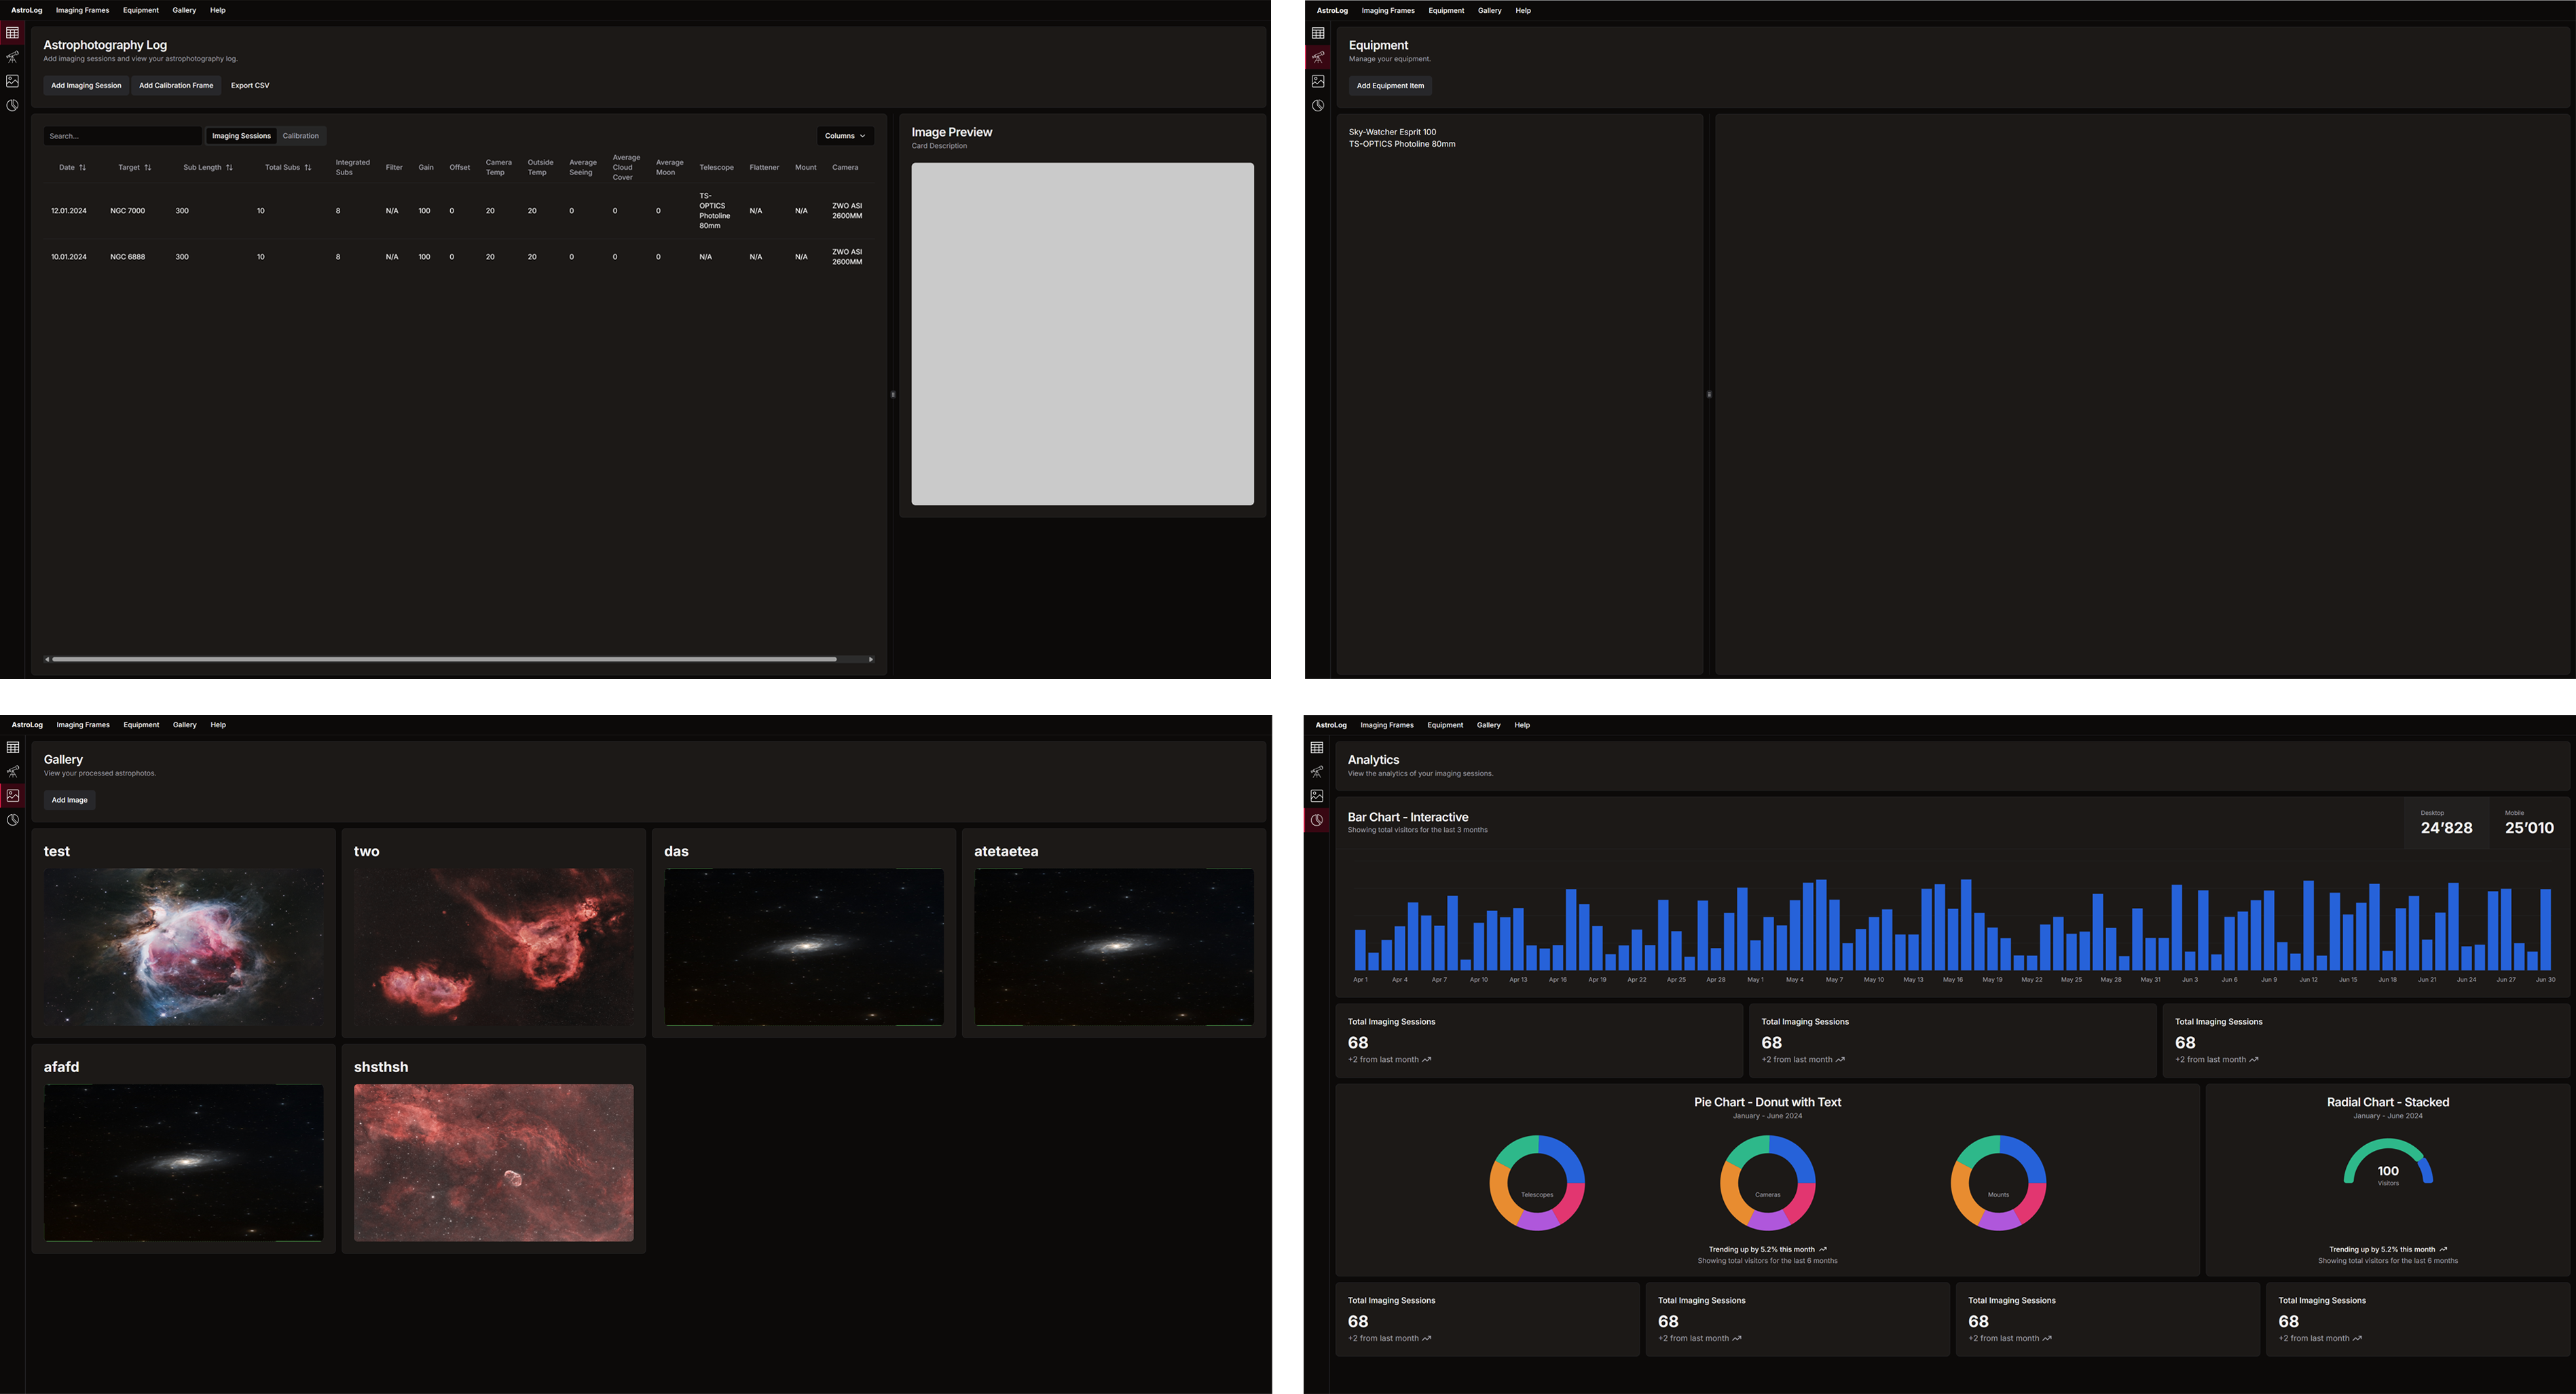 AstroLog Imaging Frames Equipment Gallery Help
Astrophotography Log
Add imaging sessions and view your astrophotography log.
Add Imaging Session Add Calibration Frame Export CSV
Search... Imaging Sessions Calibration Columns
Date Target Sub Length Total Subs Integrated Subs Filter Gain Offset Camera Temp Outside Temp Average Seeing Average Cloud Cover Average Moon Telescope Flattener Mount Camera
12.01.2024 NGC 7000 300 10 8 N/A 100 0 20 20 0 0 0 TS-OPTICS Photoline 80mm N/A N/A ZWO ASI 2600MM
10.01.2024 NGC 6888 300 10 8 N/A 100 0 20 20 0 0 0 N/A N/A N/A ZWO ASI 2600MM
Image Preview
Card Description
AstroLog Imaging Frames Equipment Gallery Help
Equipment
Manage your equipment.
Add Equipment Item
Sky-Watcher Esprit 100
TS-OPTICS Photoline 80mm
AstroLog Imaging Frames Equipment Gallery Help
Gallery
View your processed astrophotos.
Add Image
test two das atetaetea
afafd shsthsh
AstroLog Imaging Frames Equipment Gallery Help
Analytics
View the analytics of your imaging sessions.
Bar Chart - Interactive
Showing total visitors for the last 3 months
Desktop Mobile
24’828 25’010
Apr 1 Apr 4 Apr 7 Apr 10 Apr 13 Apr 16 Apr 19 Apr 22 Apr 25 Apr 28 May 1 May 4 May 7 May 10 May 13 May 16 May 19 May 22 May 25 May 28 May 31 Jun 3 Jun 6 Jun 9 Jun 12 Jun 15 Jun 18 Jun 21 Jun 24 Jun 27 Jun 30
Total Imaging Sessions Total Imaging Sessions Total Imaging Sessions
68 68 68
+2 from last month +2 from last month +2 from last month
Pie Chart - Donut with Text
January - June 2024
Telescopes Cameras Mounts
Trending up by 5.2% this month
Showing total visitors for the last 6 months
Radial Chart - Stacked
January - June 2024
100
Visitors
Trending up by 5.2% this month
Showing total visitors for the last 6 months
Total Imaging Sessions Total Imaging Sessions Total Imaging Sessions Total Imaging Sessions
68 68 68 68
+2 from last month +2 from last month +2 from last month +2 from last month